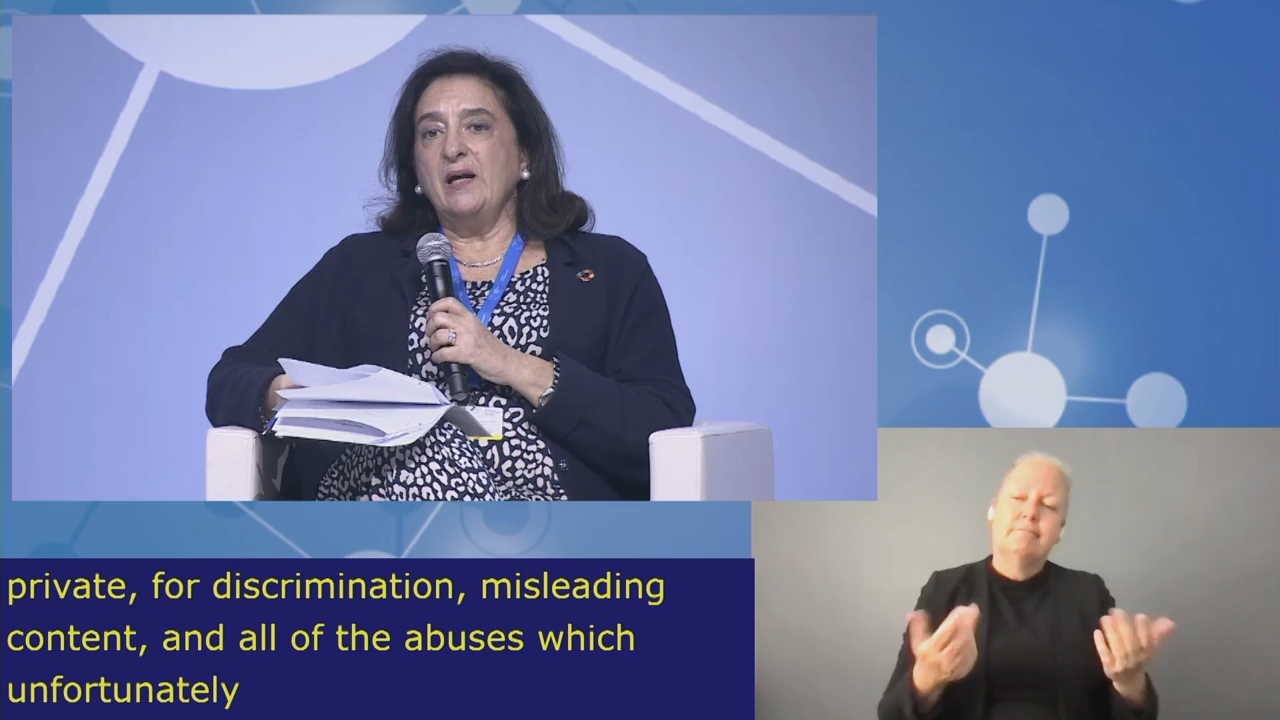 private, for discrimination, misleading
content, and all of the abuses which
unfortunately